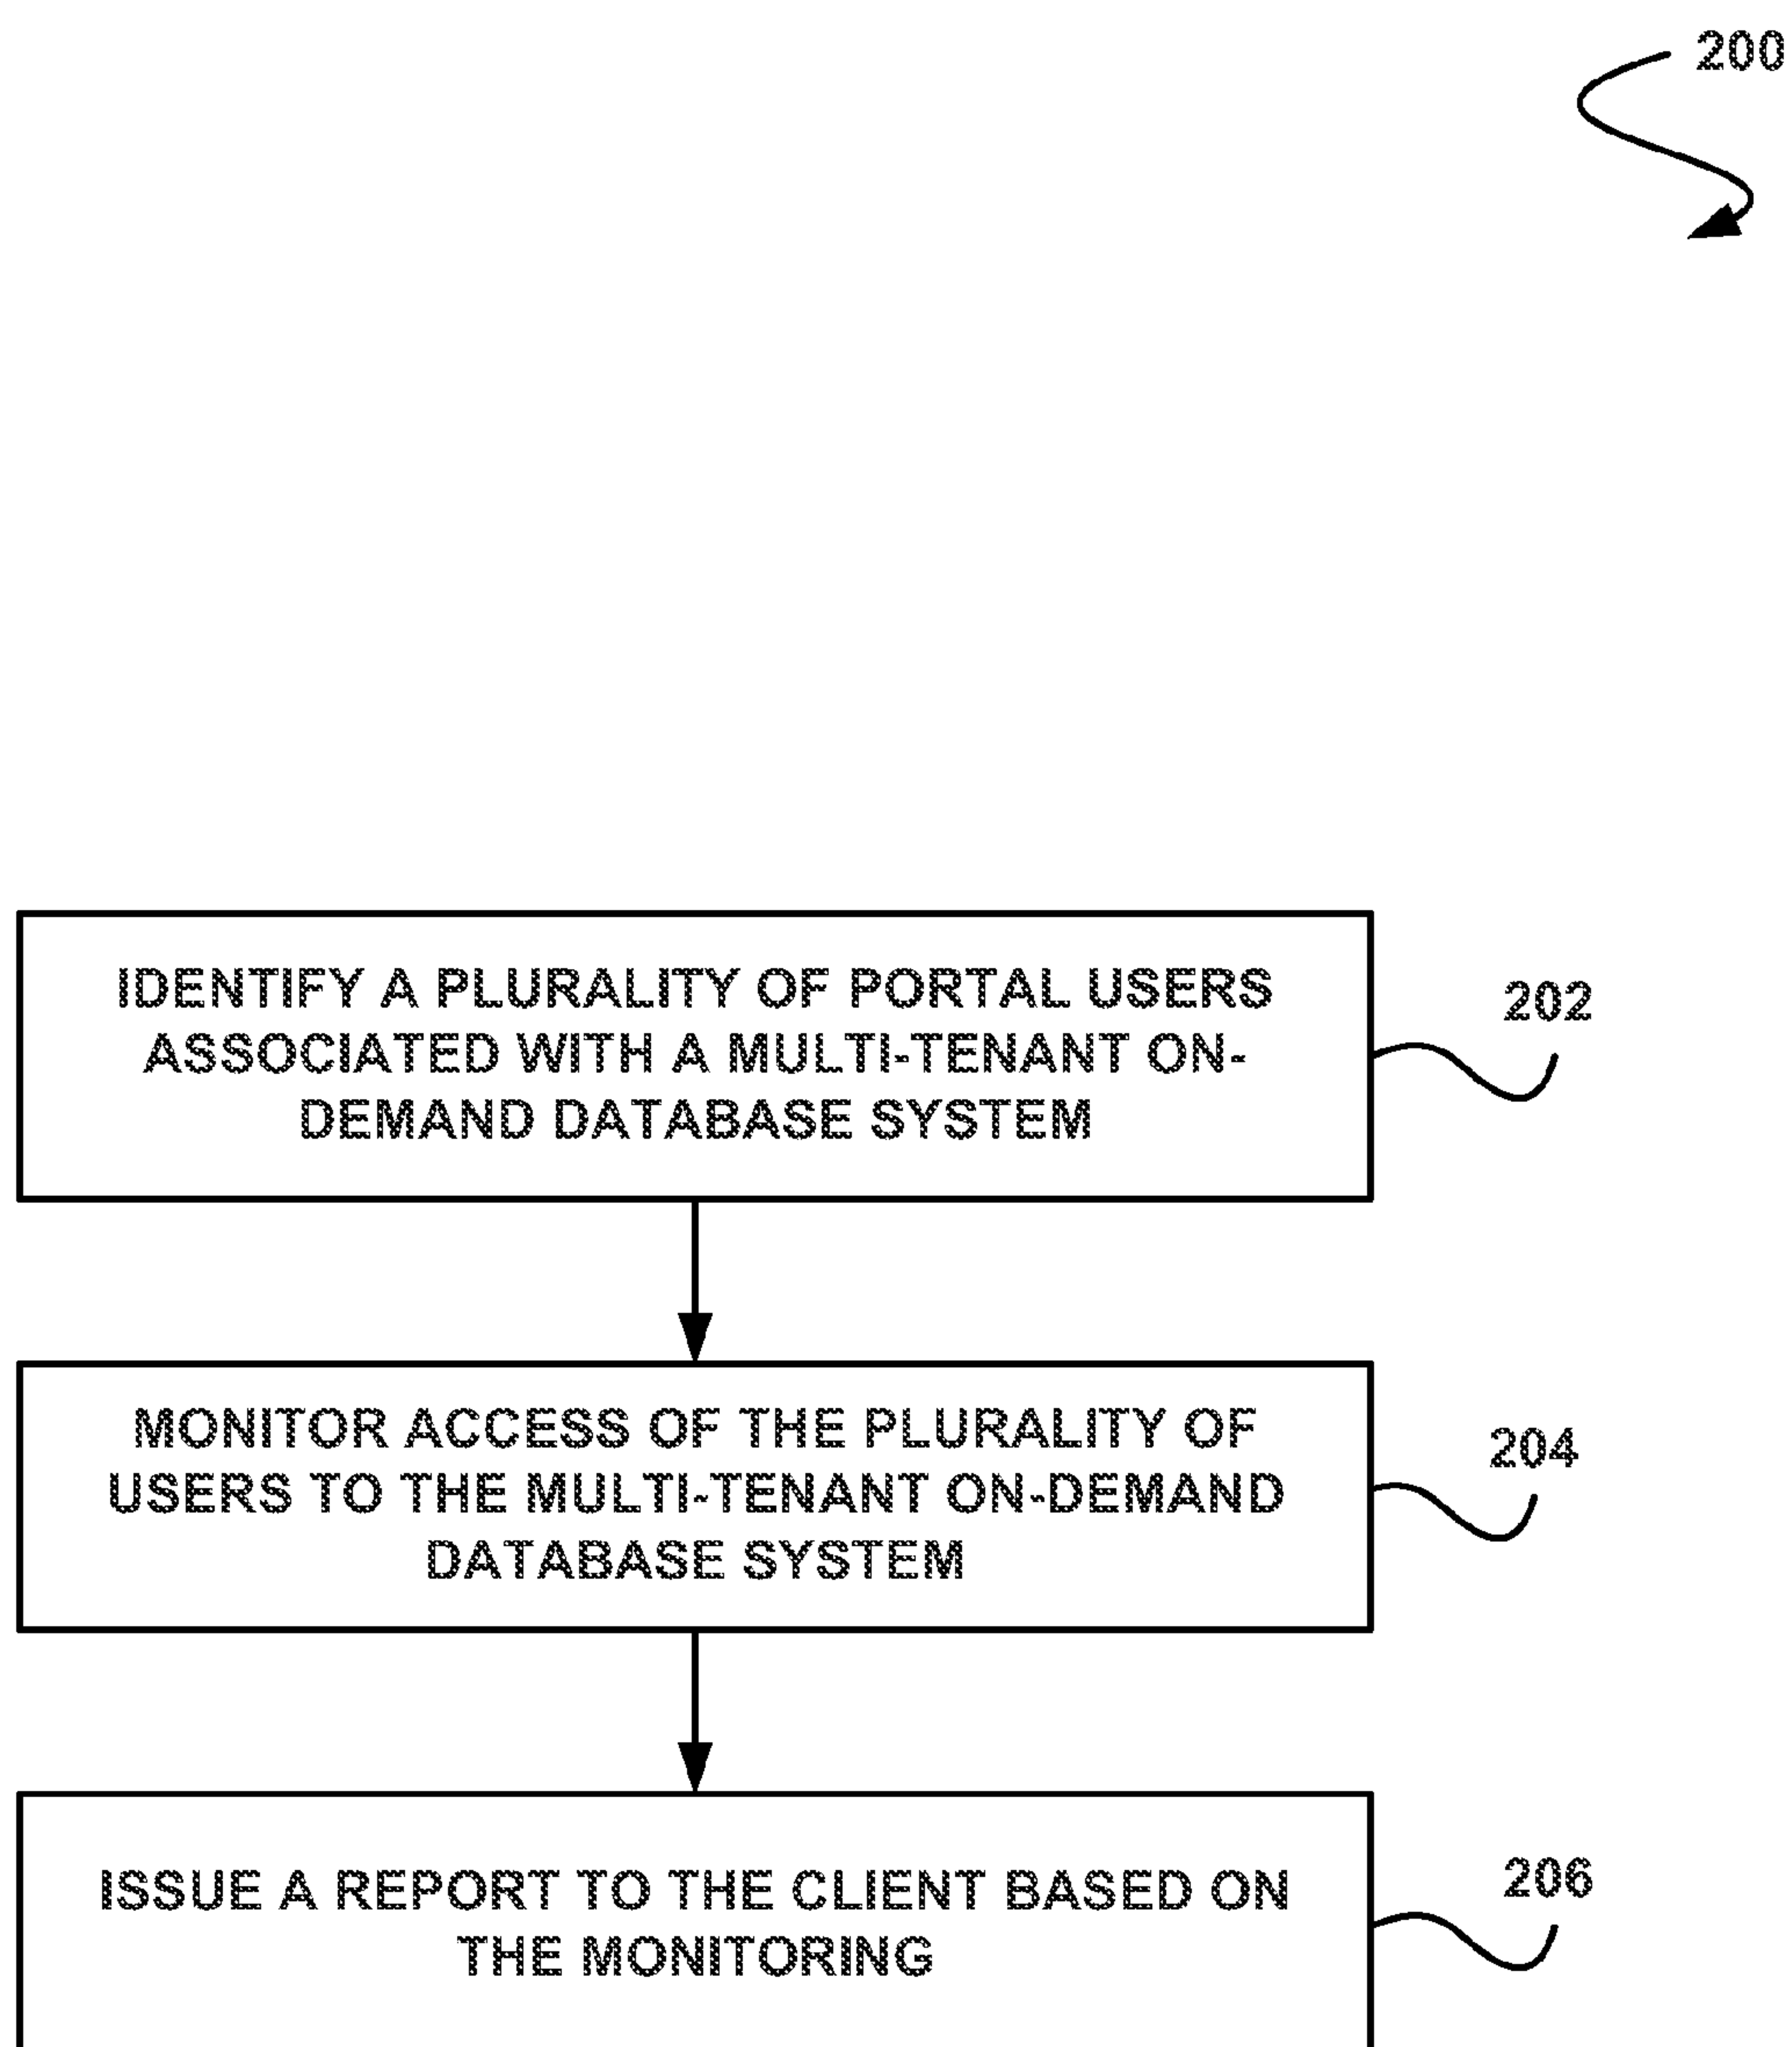 200
IDENTIFY A PLURALITY OF PORTAL USERS
ASSOCIATED WITH A MULTI-TENANT ON-
DEMAND DATABASE SYSTEM
202
MONITOR ACCESS OF THE PLURALITY OF
USERS TO THE MULTI-TENANT ON-DEMAND
DATABASE SYSTEM
204
ISSUE A REPORT TO THE CLIENT BASED ON
THE MONITORING
206